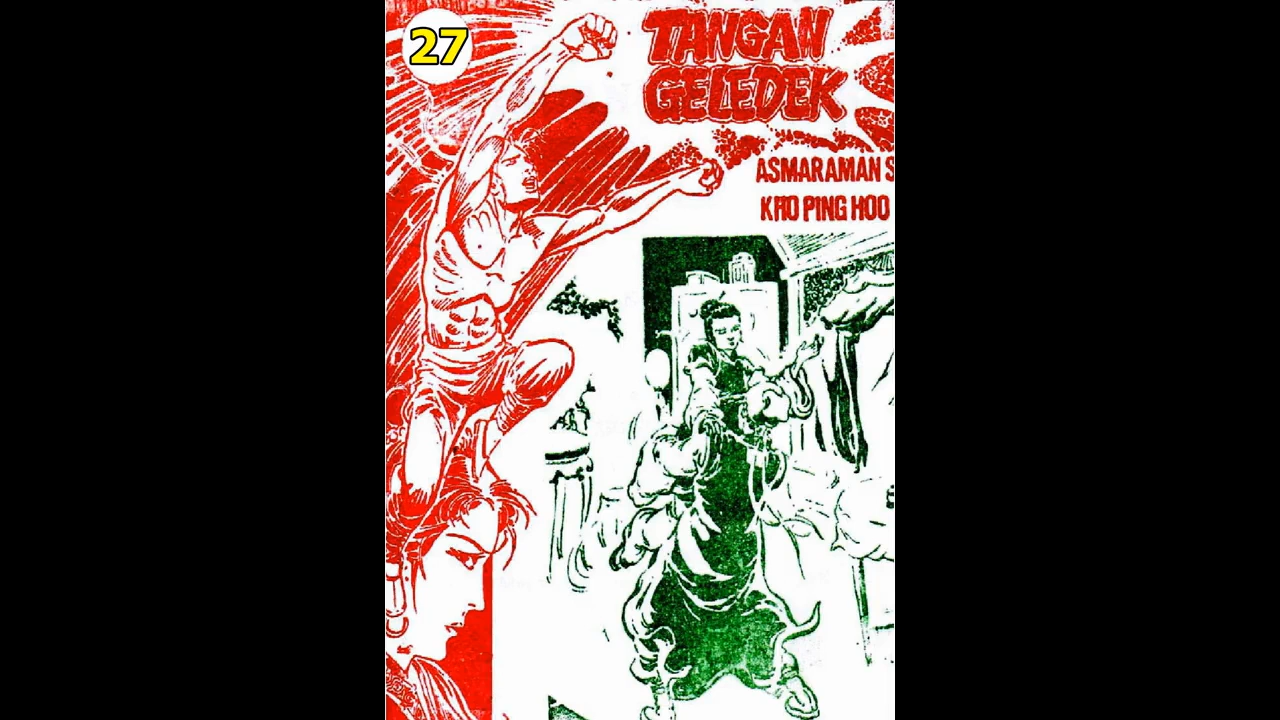 27
TANGAN
GELEDEK
ASMARAMAN S
KHO PING HOO